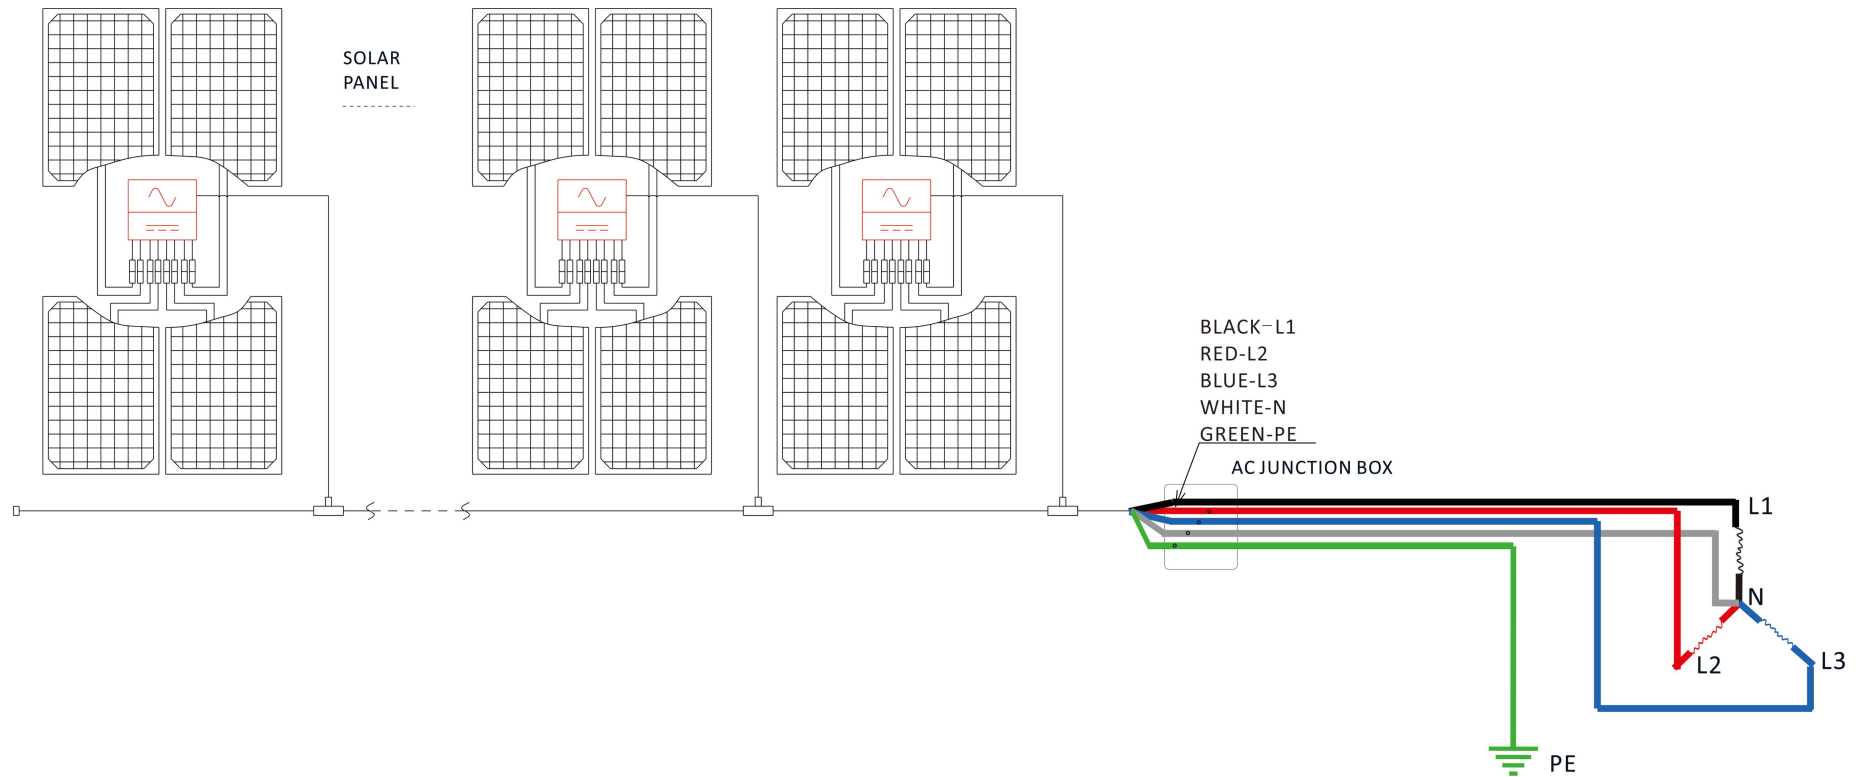 SOLAR
PANEL
BLACK-L1
RED-L2
BLUE-L3
WHITE-N
GREEN-PE
AC JUNCTION BOX
L1
N
L2
L3
PE